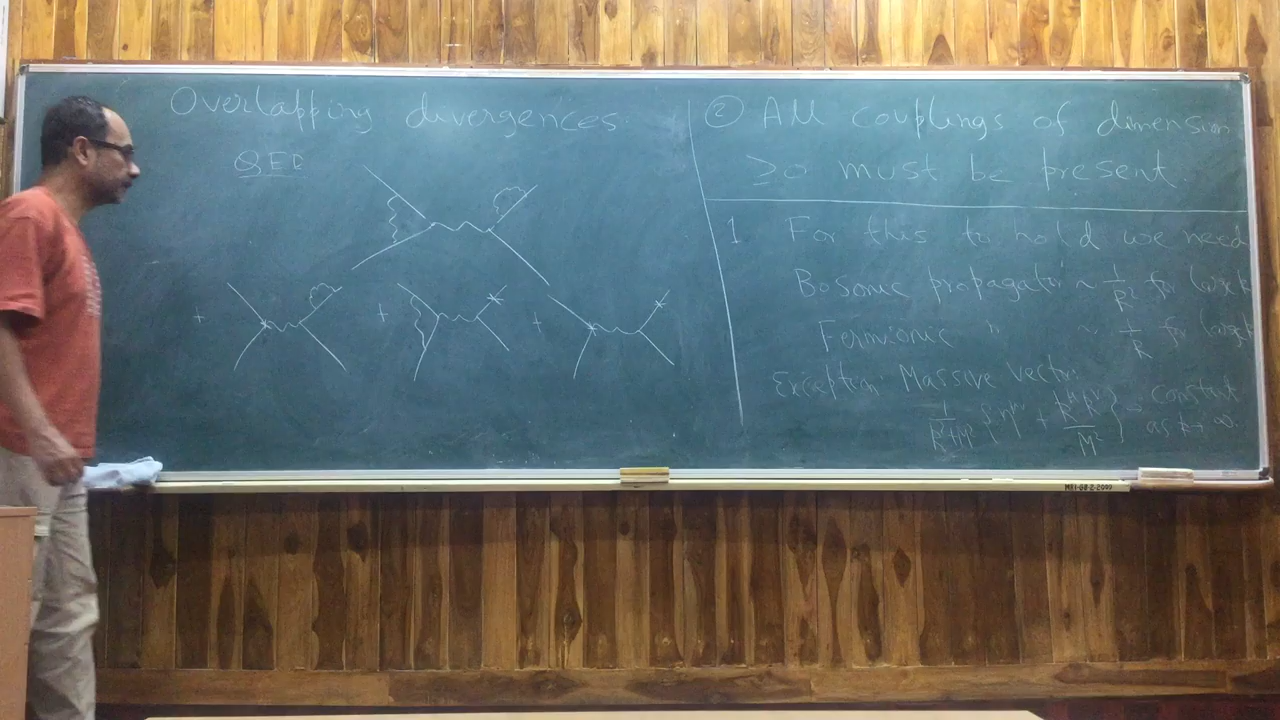 Overlapping divergences
QED
+ + +
② All couplings of dimension
≥0 must be present
1 For this to hold we need
Bosonic propagator ~ 1/k² for large k
Fermionic " ~ 1/k for large k
Exception: Massive vector
1/(k²+M²) {η^{μν} + k^μ k^ν/M²} ~ constant
as k→∞.